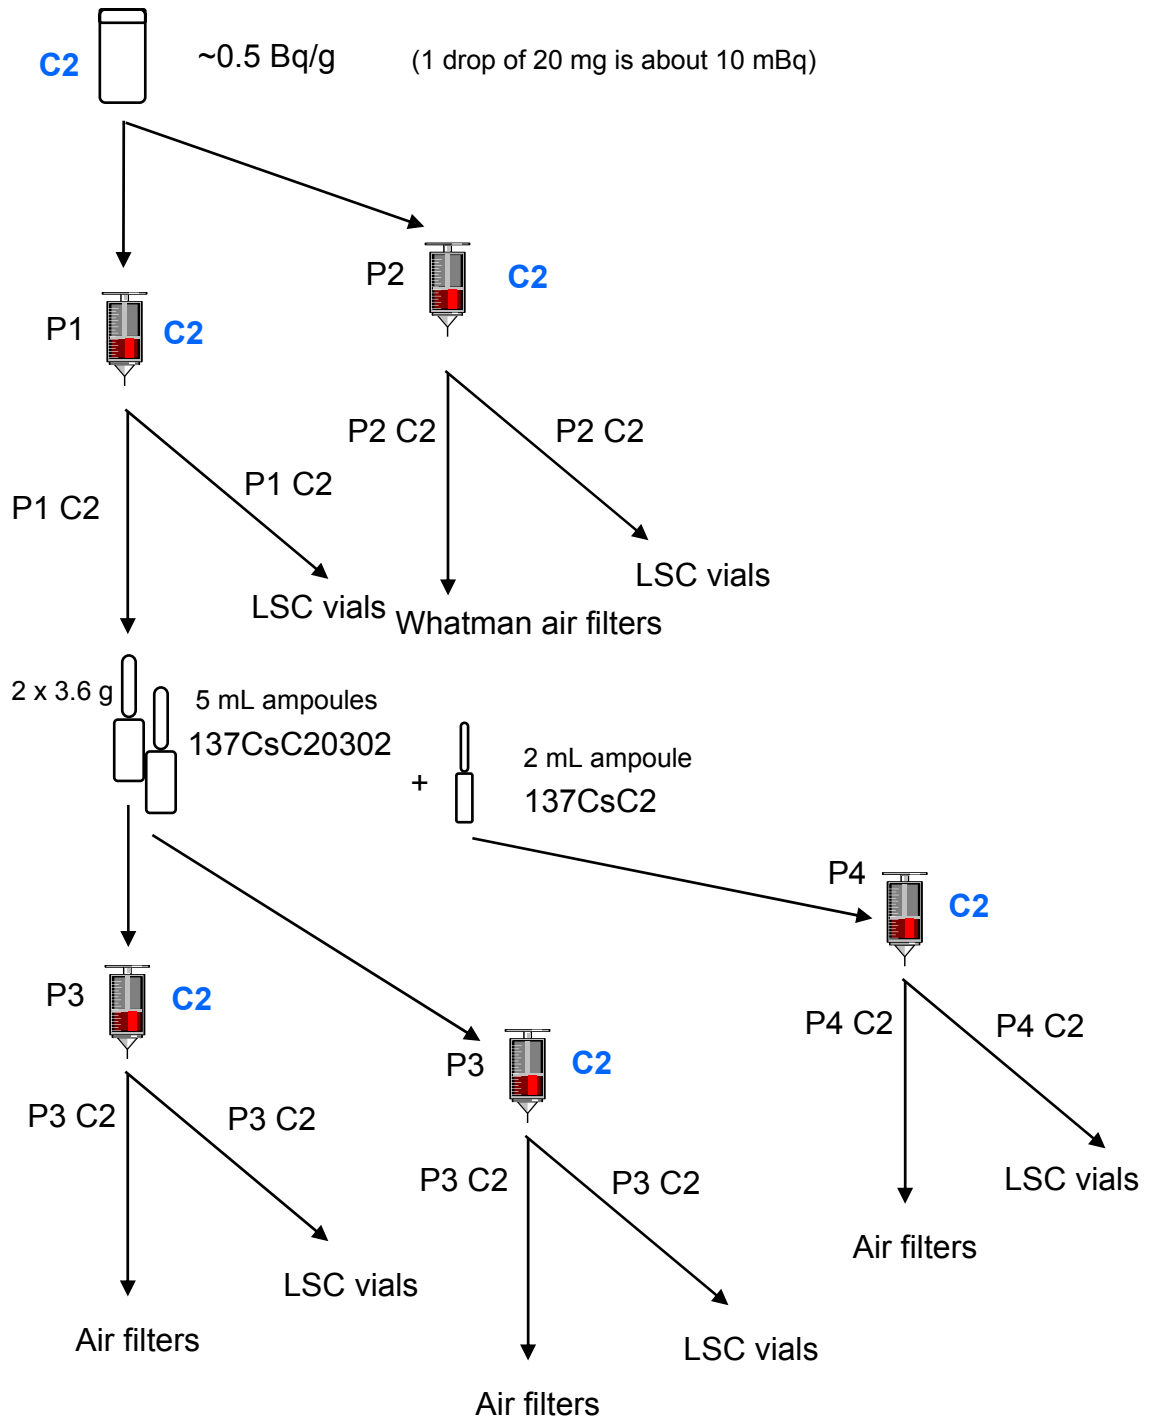 C2
~0.5 Bq/g
(1 drop of 20 mg is about 10 mBq)
P2
C2
P1
C2
P2 C2
P2 C2
P1 C2
P1 C2
LSC vials
LSC vials
Whatman air filters
2 x 3.6 g
5 mL ampoules
137CsC20302
+
2 mL ampoule
137CsC2
P4
C2
P3
C2
P4 C2
P4 C2
P3
C2
P3 C2
P3 C2
P3 C2
P3 C2
LSC vials
Air filters
LSC vials
Air filters
LSC vials
Air filters